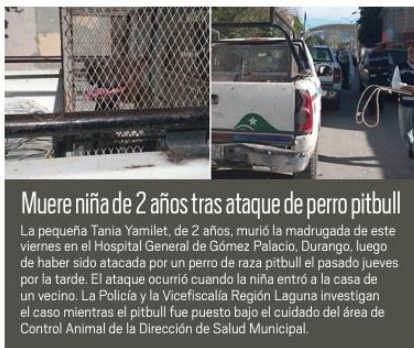 Muere niña de 2 años tras ataque de perro pitbull
La pequeña Tania Yamilet, de 2 años, murió la madrugada de este
viernes en el Hospital General de Gómez Palacio, Durango, luego
de haber sido atacada por un perro de raza pitbull el pasado jueves
por la tarde. El ataque ocurrió cuando la niña entró a la casa de
un vecino. La Policía y la Vicefiscalía Región Laguna investigan
el caso mientras el pitbull fue puesto bajo el cuidado del área de
Control Animal de la Dirección de Salud Municipal.